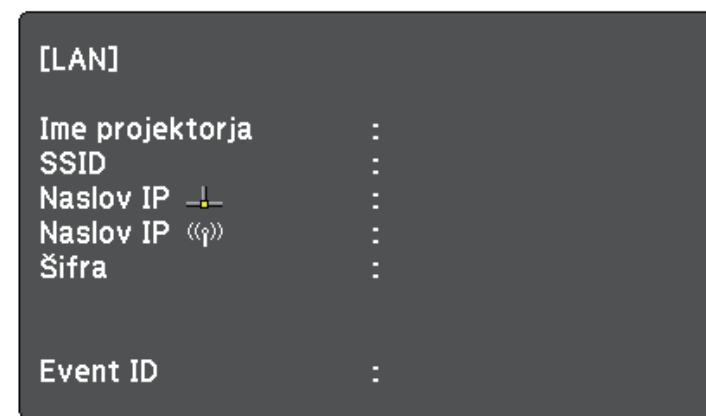 [LAN]
Ime projektorja :
SSID :
Naslov IP :
Naslov IP :
Šifra :
Event ID :